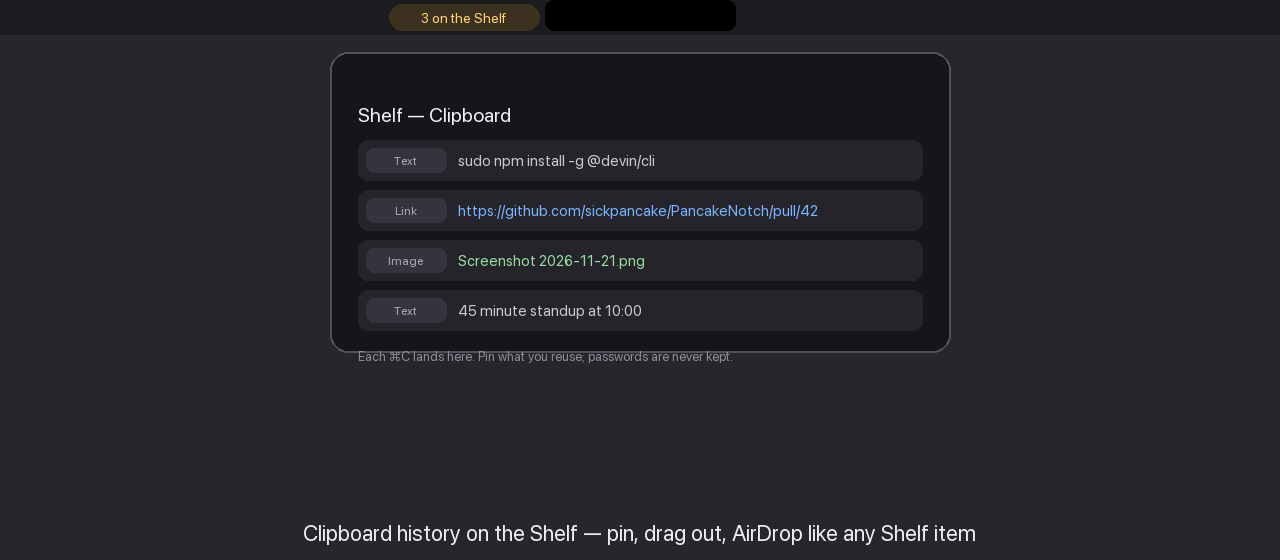 3 on the Shelf
Shelf — Clipboard
Text sudo npm install -g @devin/cli
Link https://github.com/sickpancake/PancakeNotch/pull/42
Image Screenshot 2026-11-21.png
Text 45 minute standup at 10:00
Each ⌘C lands here. Pin what you reuse; passwords are never kept.
Clipboard history on the Shelf — pin, drag out, AirDrop like any Shelf item